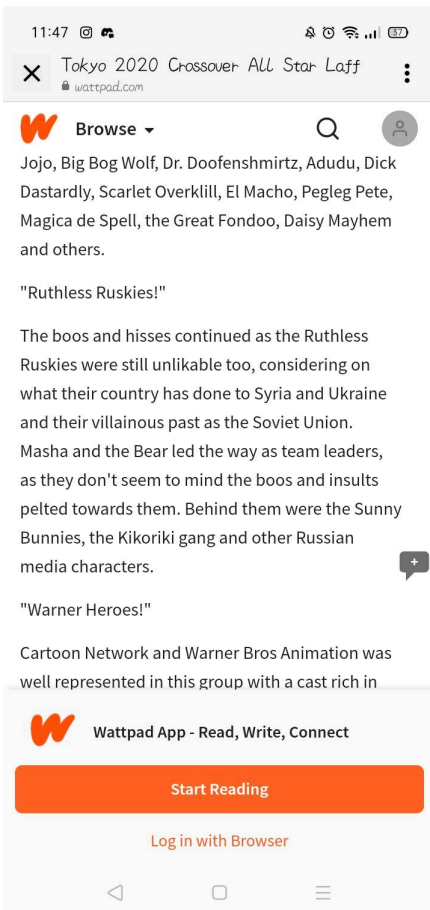 11:47
37
Tokyo 2020 Crossover All Star Laff
wattpad.com
Browse
Jojo, Big Bog Wolf, Dr. Doofenshmirtz, Adudu, Dick
Dastardly, Scarlet Overklill, El Macho, Pegleg Pete,
Magica de Spell, the Great Fondoo, Daisy Mayhem
and others.
"Ruthless Ruskies!"
The boos and hisses continued as the Ruthless
Ruskies were still unlikable too, considering on
what their country has done to Syria and Ukraine
and their villainous past as the Soviet Union.
Masha and the Bear led the way as team leaders,
as they don't seem to mind the boos and insults
pelted towards them. Behind them were the Sunny
Bunnies, the Kikoriki gang and other Russian
media characters.
"Warner Heroes!"
Cartoon Network and Warner Bros Animation was
well represented in this group with a cast rich in
Wattpad App - Read, Write, Connect
Start Reading
Log in with Browser